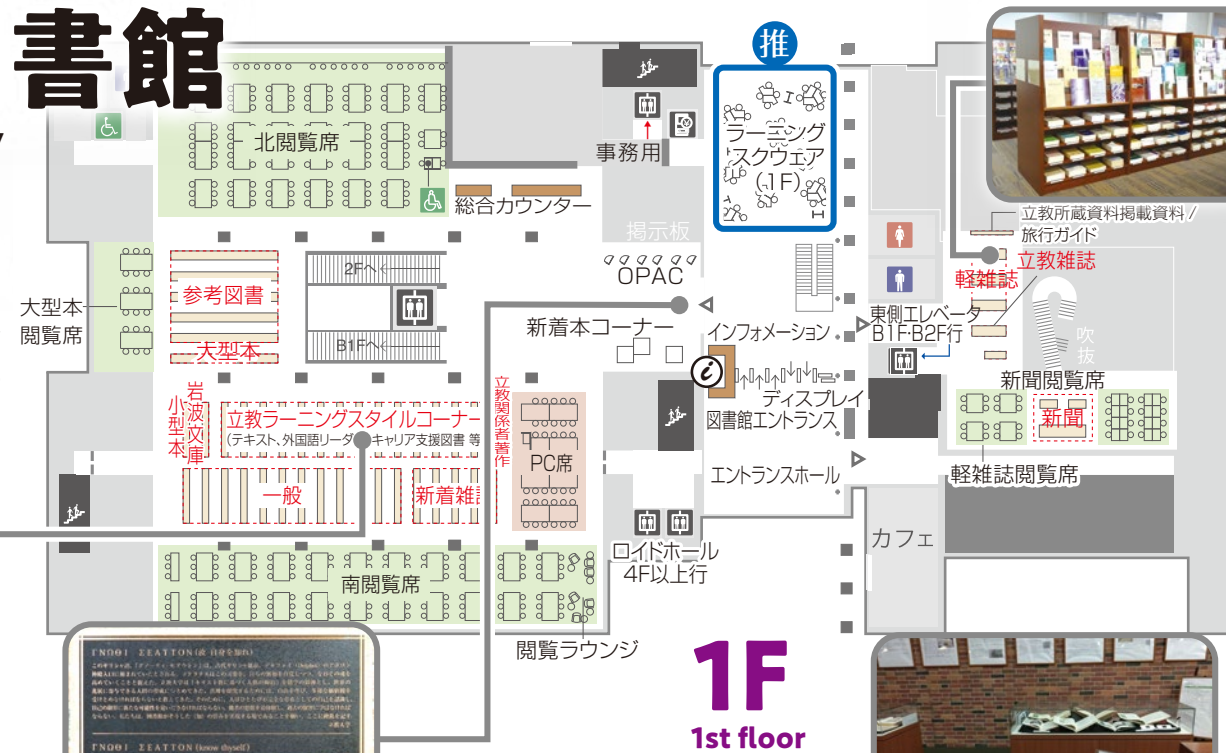 書館
推
北閲覧席
事務用
ラーニング
スクウェア
(1F)
総合カウンター
掲示板
OPAC
立教所蔵資料掲載資料/
旅行ガイド
立教雑誌
軽雑誌
2Fへ
参考図書
大型本
閲覧席
大型本
B1Fへ
新着本コーナー
インフォメーション
東側エレベータ
B1F・B2F行
吹抜
i
ディスプレイ
図書館エントランス
新聞閲覧席
新聞
軽雑誌閲覧席
岩波文庫
小型本
立教ラーニングスタイルコーナー
(テキスト、外国語リーダ
キャリア支援図書 等
立教関係者著作
PC席
一般
新着雑
エントランスホール
カフェ
ロイドホール
4F以上行
南閲覧席
閲覧ラウンジ
1F
1st floor
ΓΝΩΘΙ ΣΕΑΤΤΟΝ(汝 自身を知れ)
ΓΝΩΘΙ ΣΕΑΤΤΟΝ(know thyself)